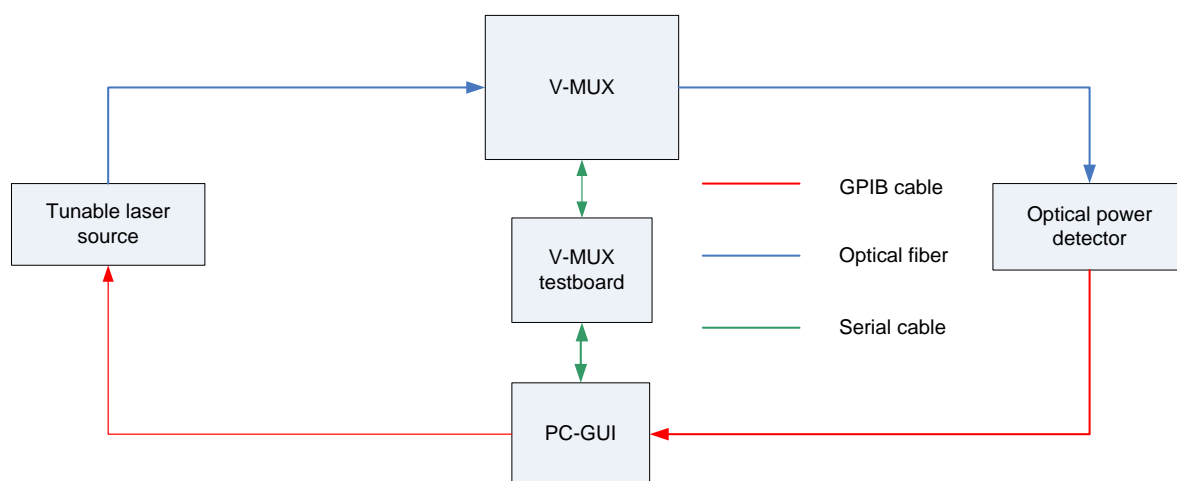 V-MUX
Tunable laser
source
GPIB cable
Optical power
detector
V-MUX
testboard
Optical fiber
Serial cable
PC-GUI